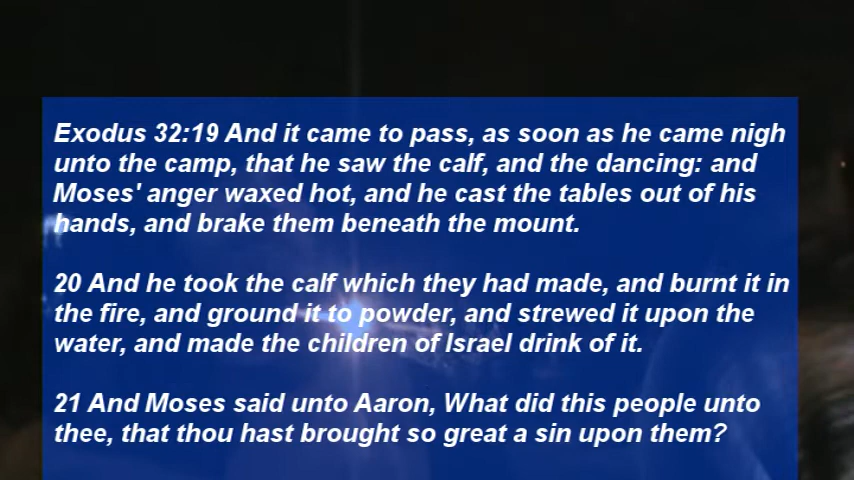 Exodus 32:19 And it came to pass, as soon as he came nigh
unto the camp, that he saw the calf, and the dancing: and
Moses' anger waxed hot, and he cast the tables out of his
hands, and brake them beneath the mount.
20 And he took the calf which they had made, and burnt it in
the fire, and ground it to powder, and strewed it upon the
water, and made the children of Israel drink of it.
21 And Moses said unto Aaron, What did this people unto
thee, that thou hast brought so great a sin upon them?